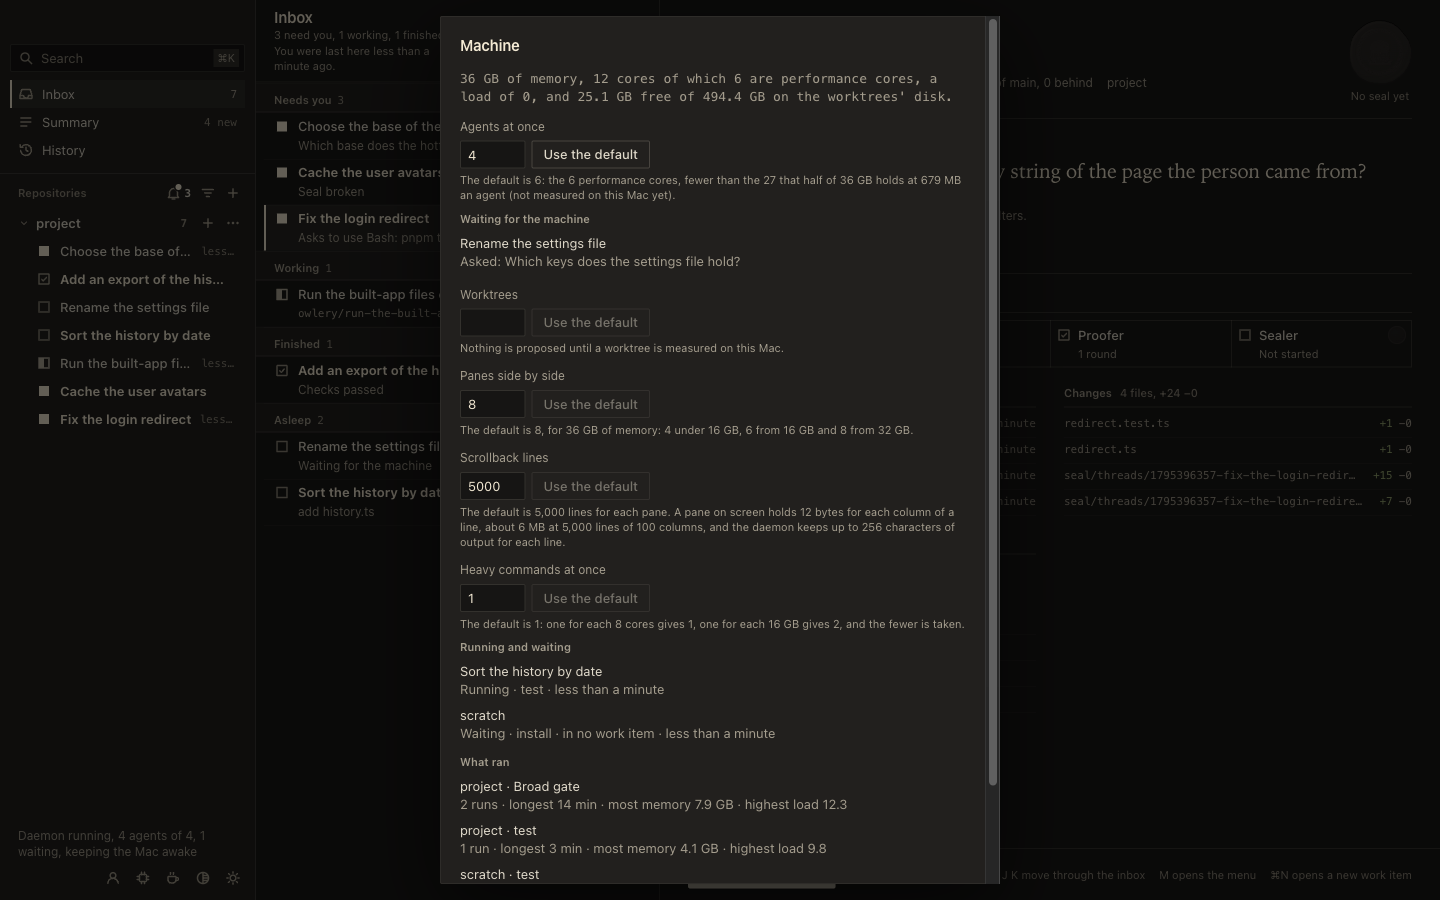 Search
⌘K
Inbox 7
Summary 4 new
History
Repositories 3
project 7
Choose the base of... less...
Add an export of the his...
Rename the settings file
Sort the history by date
Run the built-app fi... less...
Cache the user avatars
Fix the login redirect less...
Daemon running, 4 agents of 4, 1
waiting, keeping the Mac awake
Inbox
3 need you, 1 working, 1 finished
You were last here less than a
minute ago.
Needs you 3
Choose the base of the
Which base does the hot
Cache the user avatars
Seal broken
Fix the login redirect
Asks to use Bash: pnpm t
Working 1
Run the built-app files
owlery/run-the-built-a
Finished 1
Add an export of the h
Checks passed
Asleep 2
Rename the settings fil
Waiting for the machine
Sort the history by dat
add history.ts
Machine
36 GB of memory, 12 cores of which 6 are performance cores, a
load of 0, and 25.1 GB free of 494.4 GB on the worktrees' disk.
Agents at once
4 Use the default
The default is 6: the 6 performance cores, fewer than the 27 that half of 36 GB holds at 679 MB
an agent (not measured on this Mac yet).
Waiting for the machine
Rename the settings file
Asked: Which keys does the settings file hold?
Worktrees
Use the default
Nothing is proposed until a worktree is measured on this Mac.
Panes side by side
8 Use the default
The default is 8, for 36 GB of memory: 4 under 16 GB, 6 from 16 GB and 8 from 32 GB.
Scrollback lines
5000 Use the default
The default is 5,000 lines for each pane. A pane on screen holds 12 bytes for each column of a
line, about 6 MB at 5,000 lines of 100 columns, and the daemon keeps up to 256 characters of
output for each line.
Heavy commands at once
1 Use the default
The default is 1: one for each 8 cores gives 1, one for each 16 GB gives 2, and the fewer is taken.
Running and waiting
Sort the history by date
Running · test · less than a minute
scratch
Waiting · install · in no work item · less than a minute
What ran
project · Broad gate
2 runs · longest 14 min · most memory 7.9 GB · highest load 12.3
project · test
1 run · longest 3 min · most memory 4.1 GB · highest load 9.8
scratch · test
of main, 0 behind project
No seal yet
y string of the page the person came from?
ters.
Proofer
1 round
Sealer
Not started
Changes 4 files, +24 −0
minute redirect.test.ts +1 −0
minute redirect.ts +1 −0
minute seal/threads/1795396357-fix-the-login-redir... +15 −0
minute seal/threads/1795396357-fix-the-login-redire... +7 −0
J K move through the inbox M opens the menu ⌘N opens a new work item